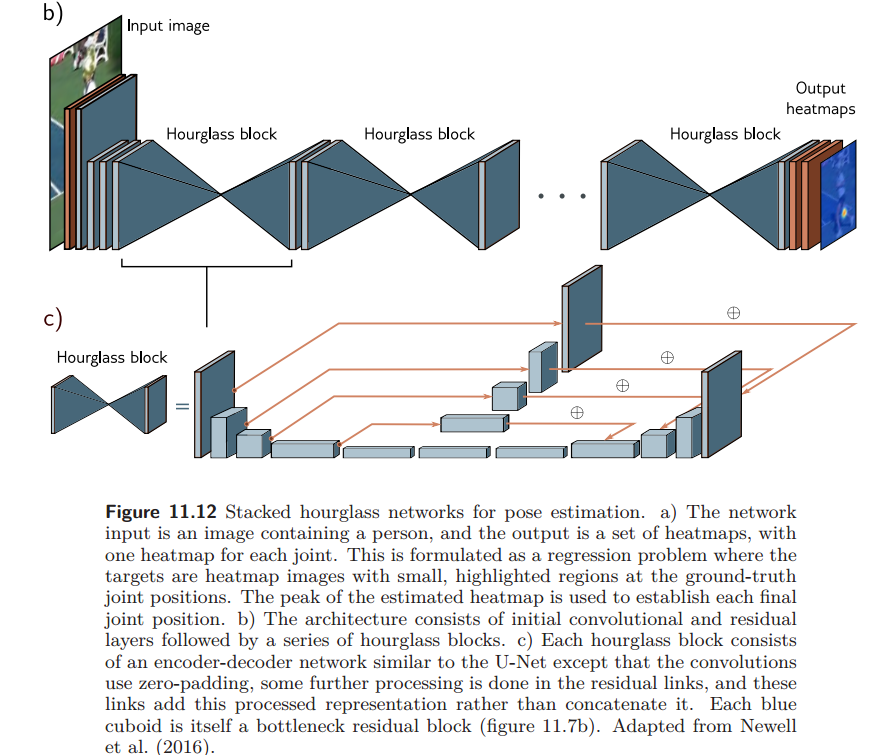 b)
Input image
Output
heatmaps
Hourglass block
Hourglass block
Hourglass block
. . .
c)
Hourglass block
=
⊕
⊕
⊕
⊕
Figure 11.12 Stacked hourglass networks for pose estimation. a) The network
input is an image containing a person, and the output is a set of heatmaps, with
one heatmap for each joint. This is formulated as a regression problem where the
targets are heatmap images with small, highlighted regions at the ground-truth
joint positions. The peak of the estimated heatmap is used to establish each final
joint position. b) The architecture consists of initial convolutional and residual
layers followed by a series of hourglass blocks. c) Each hourglass block consists
of an encoder-decoder network similar to the U-Net except that the convolutions
use zero-padding, some further processing is done in the residual links, and these
links add this processed representation rather than concatenate it. Each blue
cuboid is itself a bottleneck residual block (figure 11.7b). Adapted from Newell
et al. (2016).